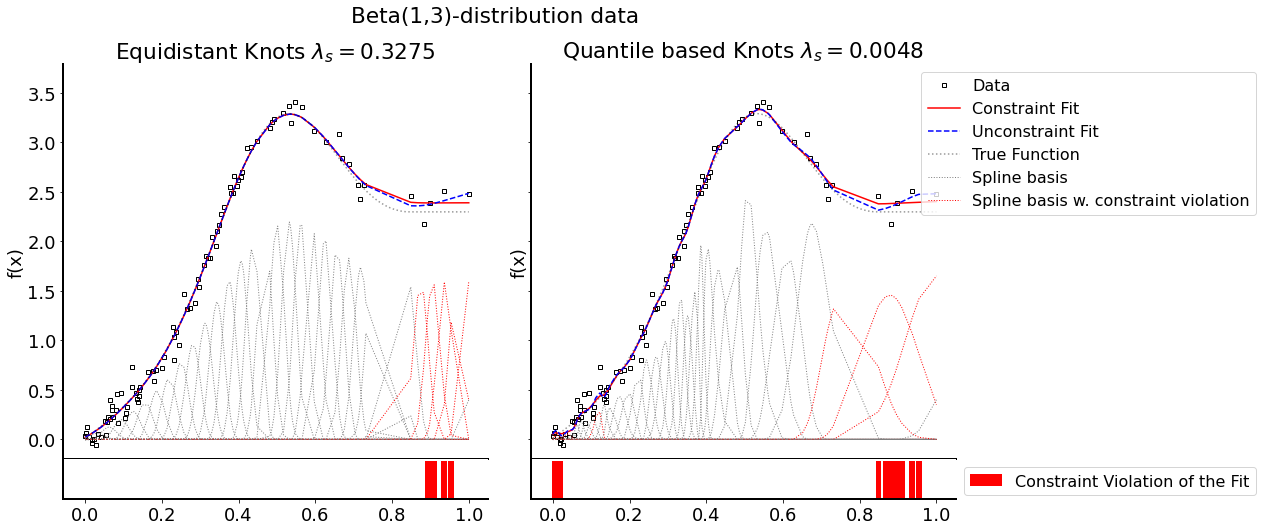 Beta(1,3)-distribution data
Equidistant Knots λₛ = 0.3275
Quantile based Knots λₛ = 0.0048
f(x)
3.5
3.0
2.5
2.0
1.5
1.0
0.5
0.0
0.0 0.2 0.4 0.6 0.8 1.0
f(x)
0.0 0.2 0.4 0.6 0.8 1.0
Data
Constraint Fit
Unconstraint Fit
True Function
Spline basis
Spline basis w. constraint violation
Constraint Violation of the Fit